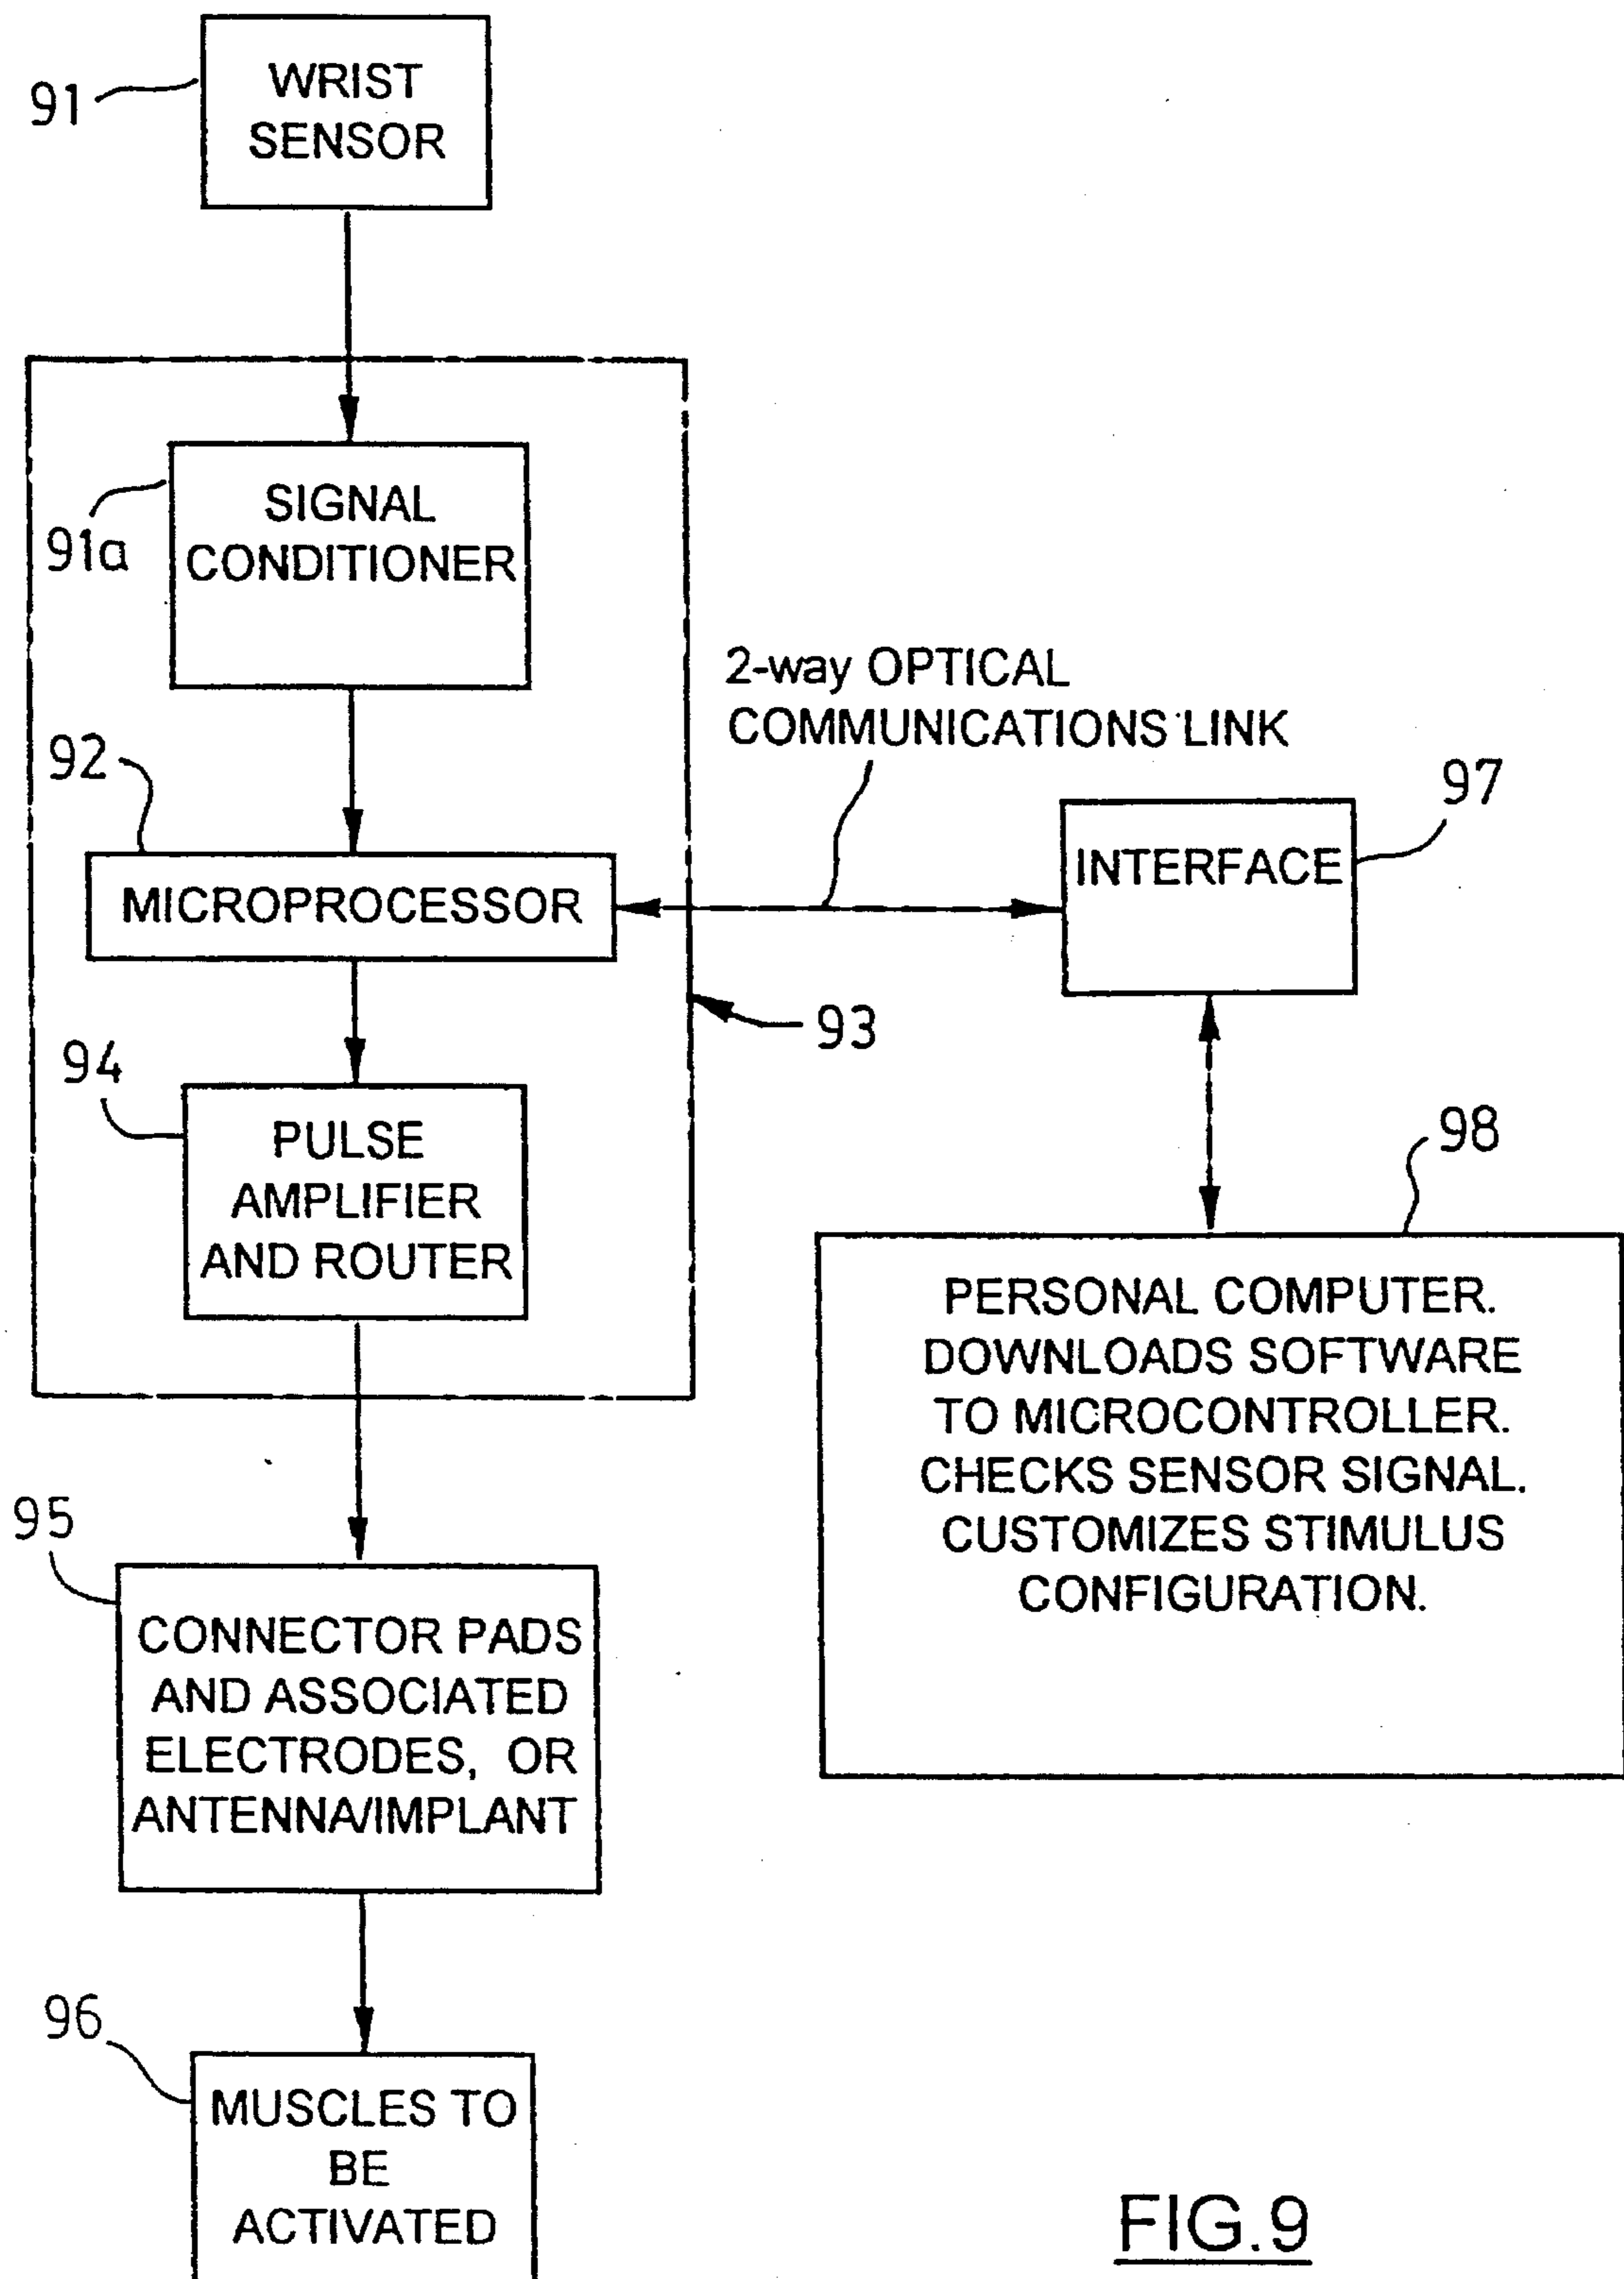 91
WRIST
SENSOR
91a
SIGNAL
CONDITIONER
2-way OPTICAL
COMMUNICATIONS LINK
92
MICROPROCESSOR
97
INTERFACE
93
94
PULSE
AMPLIFIER
AND ROUTER
98
PERSONAL COMPUTER.
DOWNLOADS SOFTWARE
TO MICROCONTROLLER.
CHECKS SENSOR SIGNAL.
CUSTOMIZES STIMULUS
CONFIGURATION.
95
CONNECTOR PADS
AND ASSOCIATED
ELECTRODES, OR
ANTENNA/IMPLANT
96
MUSCLES TO
BE
ACTIVATED
FIG.9